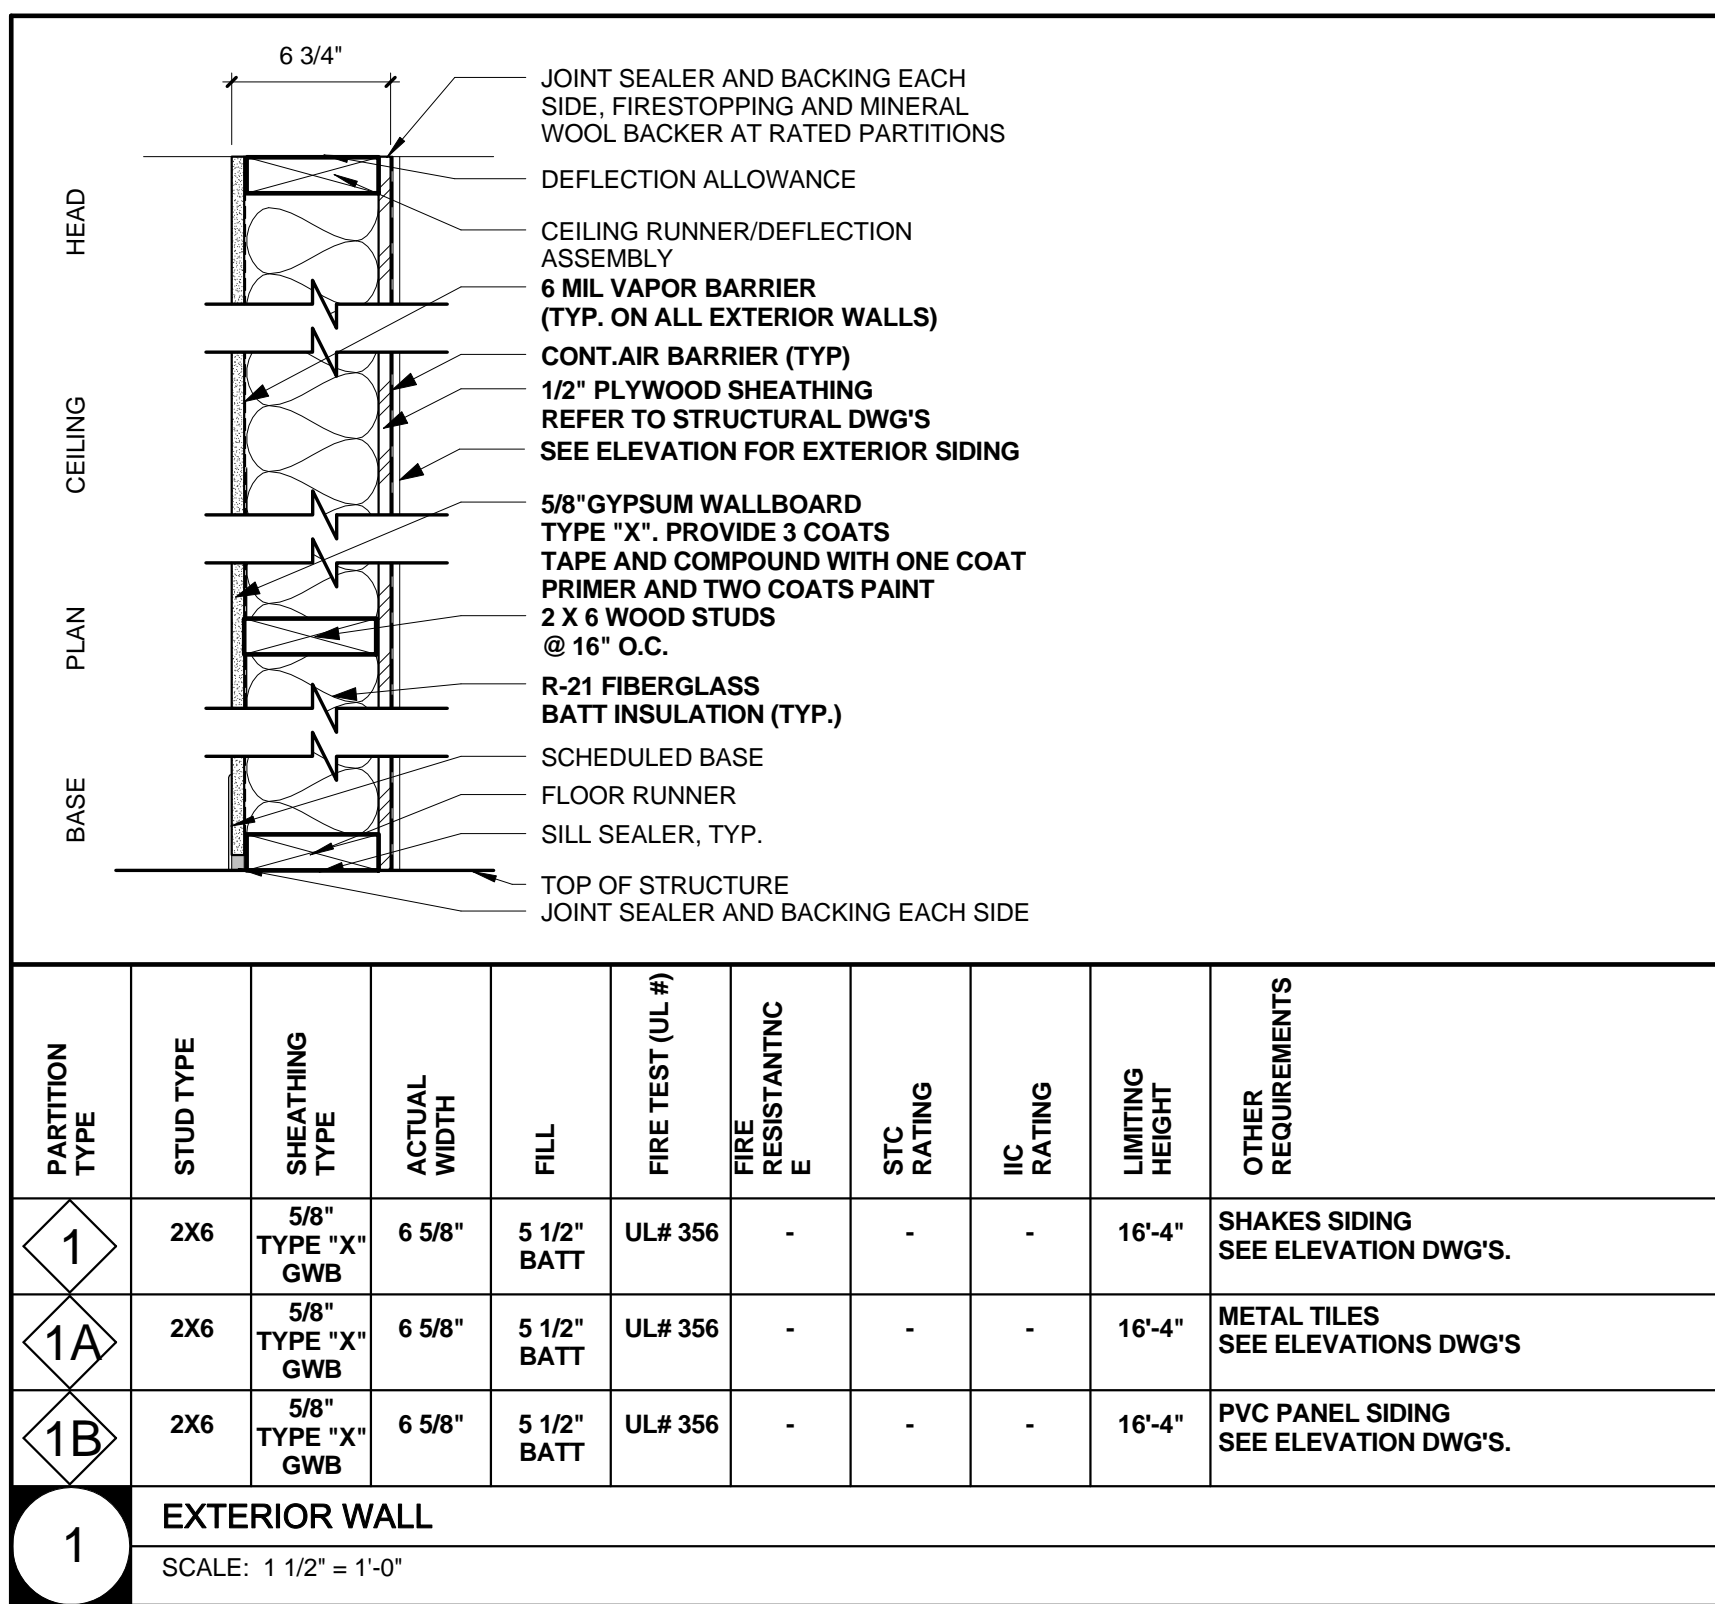 6 3/4"
JOINT SEALER AND BACKING EACH
SIDE, FIRESTOPPING AND MINERAL
WOOL BACKER AT RATED PARTITIONS
DEFLECTION ALLOWANCE
CEILING RUNNER/DEFLECTION
ASSEMBLY
6 MIL VAPOR BARRIER
(TYP. ON ALL EXTERIOR WALLS)
CONT.AIR BARRIER (TYP)
1/2" PLYWOOD SHEATHING
REFER TO STRUCTURAL DWG'S
SEE ELEVATION FOR EXTERIOR SIDING
5/8"GYPSUM WALLBOARD
TYPE "X". PROVIDE 3 COATS
TAPE AND COMPOUND WITH ONE COAT
PRIMER AND TWO COATS PAINT
2 X 6 WOOD STUDS
@ 16" O.C.
R-21 FIBERGLASS
BATT INSULATION (TYP.)
SCHEDULED BASE
FLOOR RUNNER
SILL SEALER, TYP.
TOP OF STRUCTURE
JOINT SEALER AND BACKING EACH SIDE
HEAD
CEILING
PLAN
BASE
PARTITION
TYPE
STUD TYPE
SHEATHING
TYPE
ACTUAL
WIDTH
FILL
FIRE TEST (UL #)
FIRE
RESISTANTNC
E
STC
RATING
IIC
RATING
LIMITING
HEIGHT
OTHER
REQUIREMENTS
1
2X6
5/8"
TYPE "X"
GWB
6 5/8"
5 1/2"
BATT
UL# 356
-
-
-
16'-4"
SHAKES SIDING
SEE ELEVATION DWG'S.
1A
2X6
5/8"
TYPE "X"
GWB
6 5/8"
5 1/2"
BATT
UL# 356
-
-
-
16'-4"
METAL TILES
SEE ELEVATIONS DWG'S
1B
2X6
5/8"
TYPE "X"
GWB
6 5/8"
5 1/2"
BATT
UL# 356
-
-
-
16'-4"
PVC PANEL SIDING
SEE ELEVATION DWG'S.
1
EXTERIOR WALL
SCALE: 1 1/2" = 1'-0"